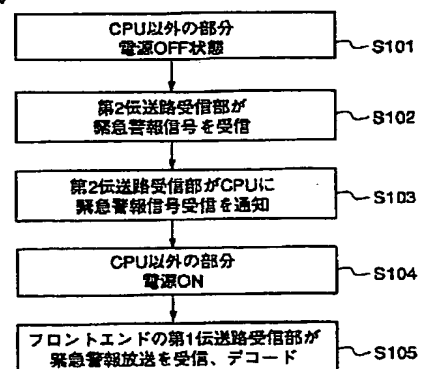 CPU以外の部分
電源OFF状態
S101
第2伝送路受信部が
緊急警報信号を受信
S102
第2伝送路受信部がCPUに
緊急警報信号受信を通知
S103
CPU以外の部分
電源ON
S104
フロントエンドの第1伝送路受信部が
緊急警報放送を受信、デコード
S105